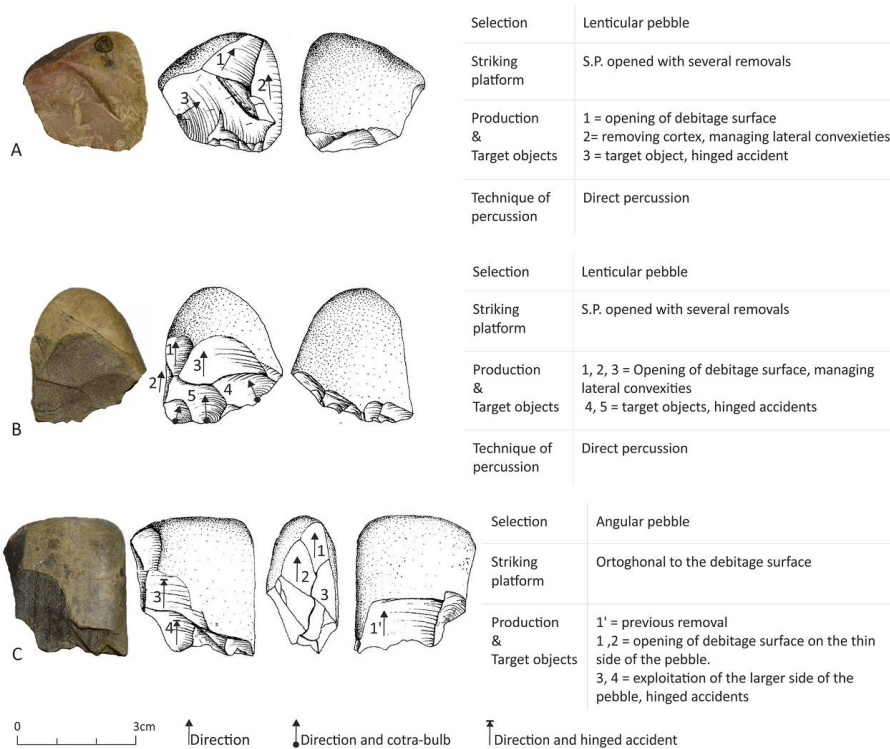 Selection Lenticular pebble
Striking S.P. opened with several removals
platform
Production 1 = opening of debitage surface
& 2= removing cortex, managing lateral convexieties
Target objects 3 = target object, hinged accident
Technique of Direct percussion
percussion
1
2
3
A
Selection Lenticular pebble
Striking S.P. opened with several removals
platform
Production 1, 2, 3 = Opening of debitage surface, managing
& lateral convexities
Target objects 4, 5 = target objects, hinged accidents
Technique of Direct percussion
percussion
1
3
2
5 4
B
Selection Angular pebble
Striking Ortoghonal to the debitage surface
platform
Production 1' = previous removal
& 1 ,2 = opening of debitage surface on the thin
Target objects side of the pebble.
3, 4 = exploitation of the larger side of the
pebble, hinged accidents
1
2
3 3
4 1'
C
0 3cm
Direction Direction and cotra-bulb Direction and hinged accident